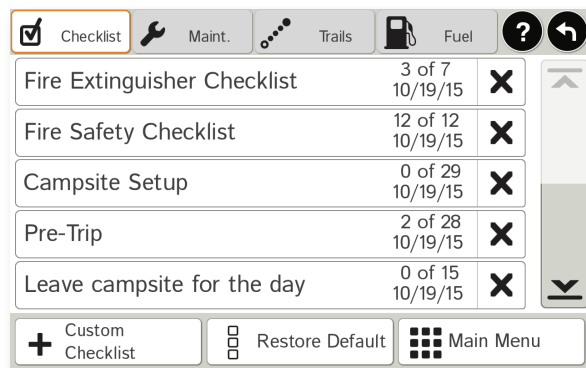 Checklist
Maint.
Trails
Fuel
?
Fire Extinguisher Checklist
3 of 7
10/19/15
Fire Safety Checklist
12 of 12
10/19/15
Campsite Setup
0 of 29
10/19/15
Pre-Trip
2 of 28
10/19/15
Leave campsite for the day
0 of 15
10/19/15
Custom
Checklist
Restore Default
Main Menu